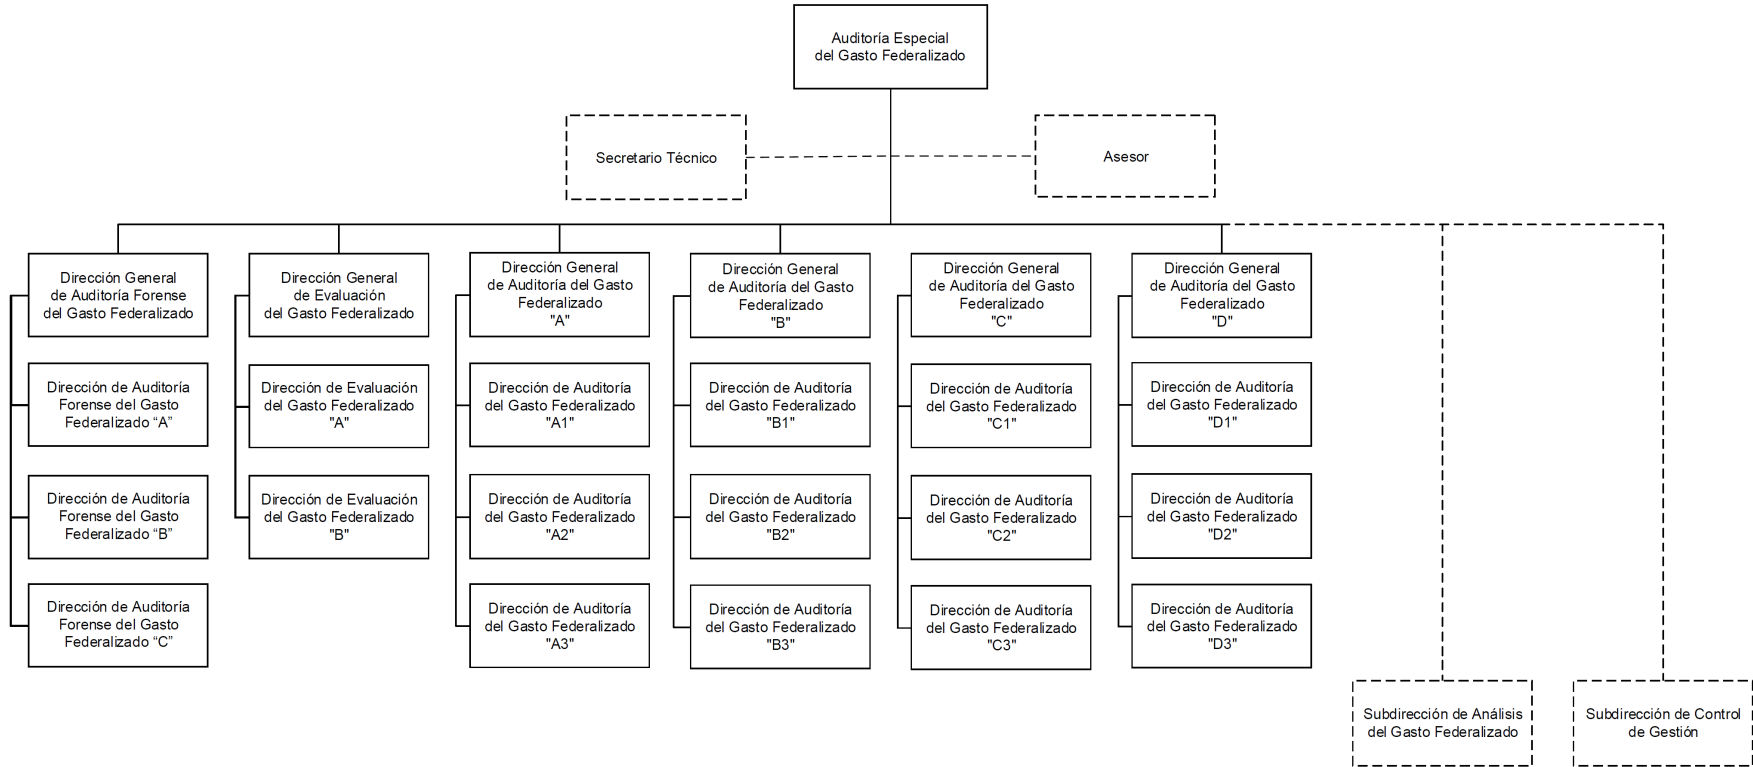 Auditoría Especial
del Gasto Federalizado
Secretario Técnico
Asesor
Dirección General
de Auditoría Forense
del Gasto Federalizado
Dirección General
de Evaluación
del Gasto Federalizado
Dirección General
de Auditoría del Gasto
Federalizado
"A"
Dirección General
de Auditoría del Gasto
Federalizado
"B"
Dirección General
de Auditoría del Gasto
Federalizado
"C"
Dirección General
de Auditoría del Gasto
Federalizado
"D"
Dirección de Auditoría
Forense del Gasto
Federalizado “A”
Dirección de Evaluación
del Gasto Federalizado
"A"
Dirección de Auditoría
del Gasto Federalizado
"A1"
Dirección de Auditoría
del Gasto Federalizado
"B1"
Dirección de Auditoría
del Gasto Federalizado
"C1"
Dirección de Auditoría
del Gasto Federalizado
"D1"
Dirección de Auditoría
Forense del Gasto
Federalizado “B”
Dirección de Evaluación
del Gasto Federalizado
"B"
Dirección de Auditoría
del Gasto Federalizado
"A2"
Dirección de Auditoría
del Gasto Federalizado
"B2"
Dirección de Auditoría
del Gasto Federalizado
"C2"
Dirección de Auditoría
del Gasto Federalizado
"D2"
Dirección de Auditoría
Forense del Gasto
Federalizado “C”
Dirección de Auditoría
del Gasto Federalizado
"A3"
Dirección de Auditoría
del Gasto Federalizado
"B3"
Dirección de Auditoría
del Gasto Federalizado
"C3"
Dirección de Auditoría
del Gasto Federalizado
"D3"
Subdirección de Análisis
del Gasto Federalizado
Subdirección de Control
de Gestión